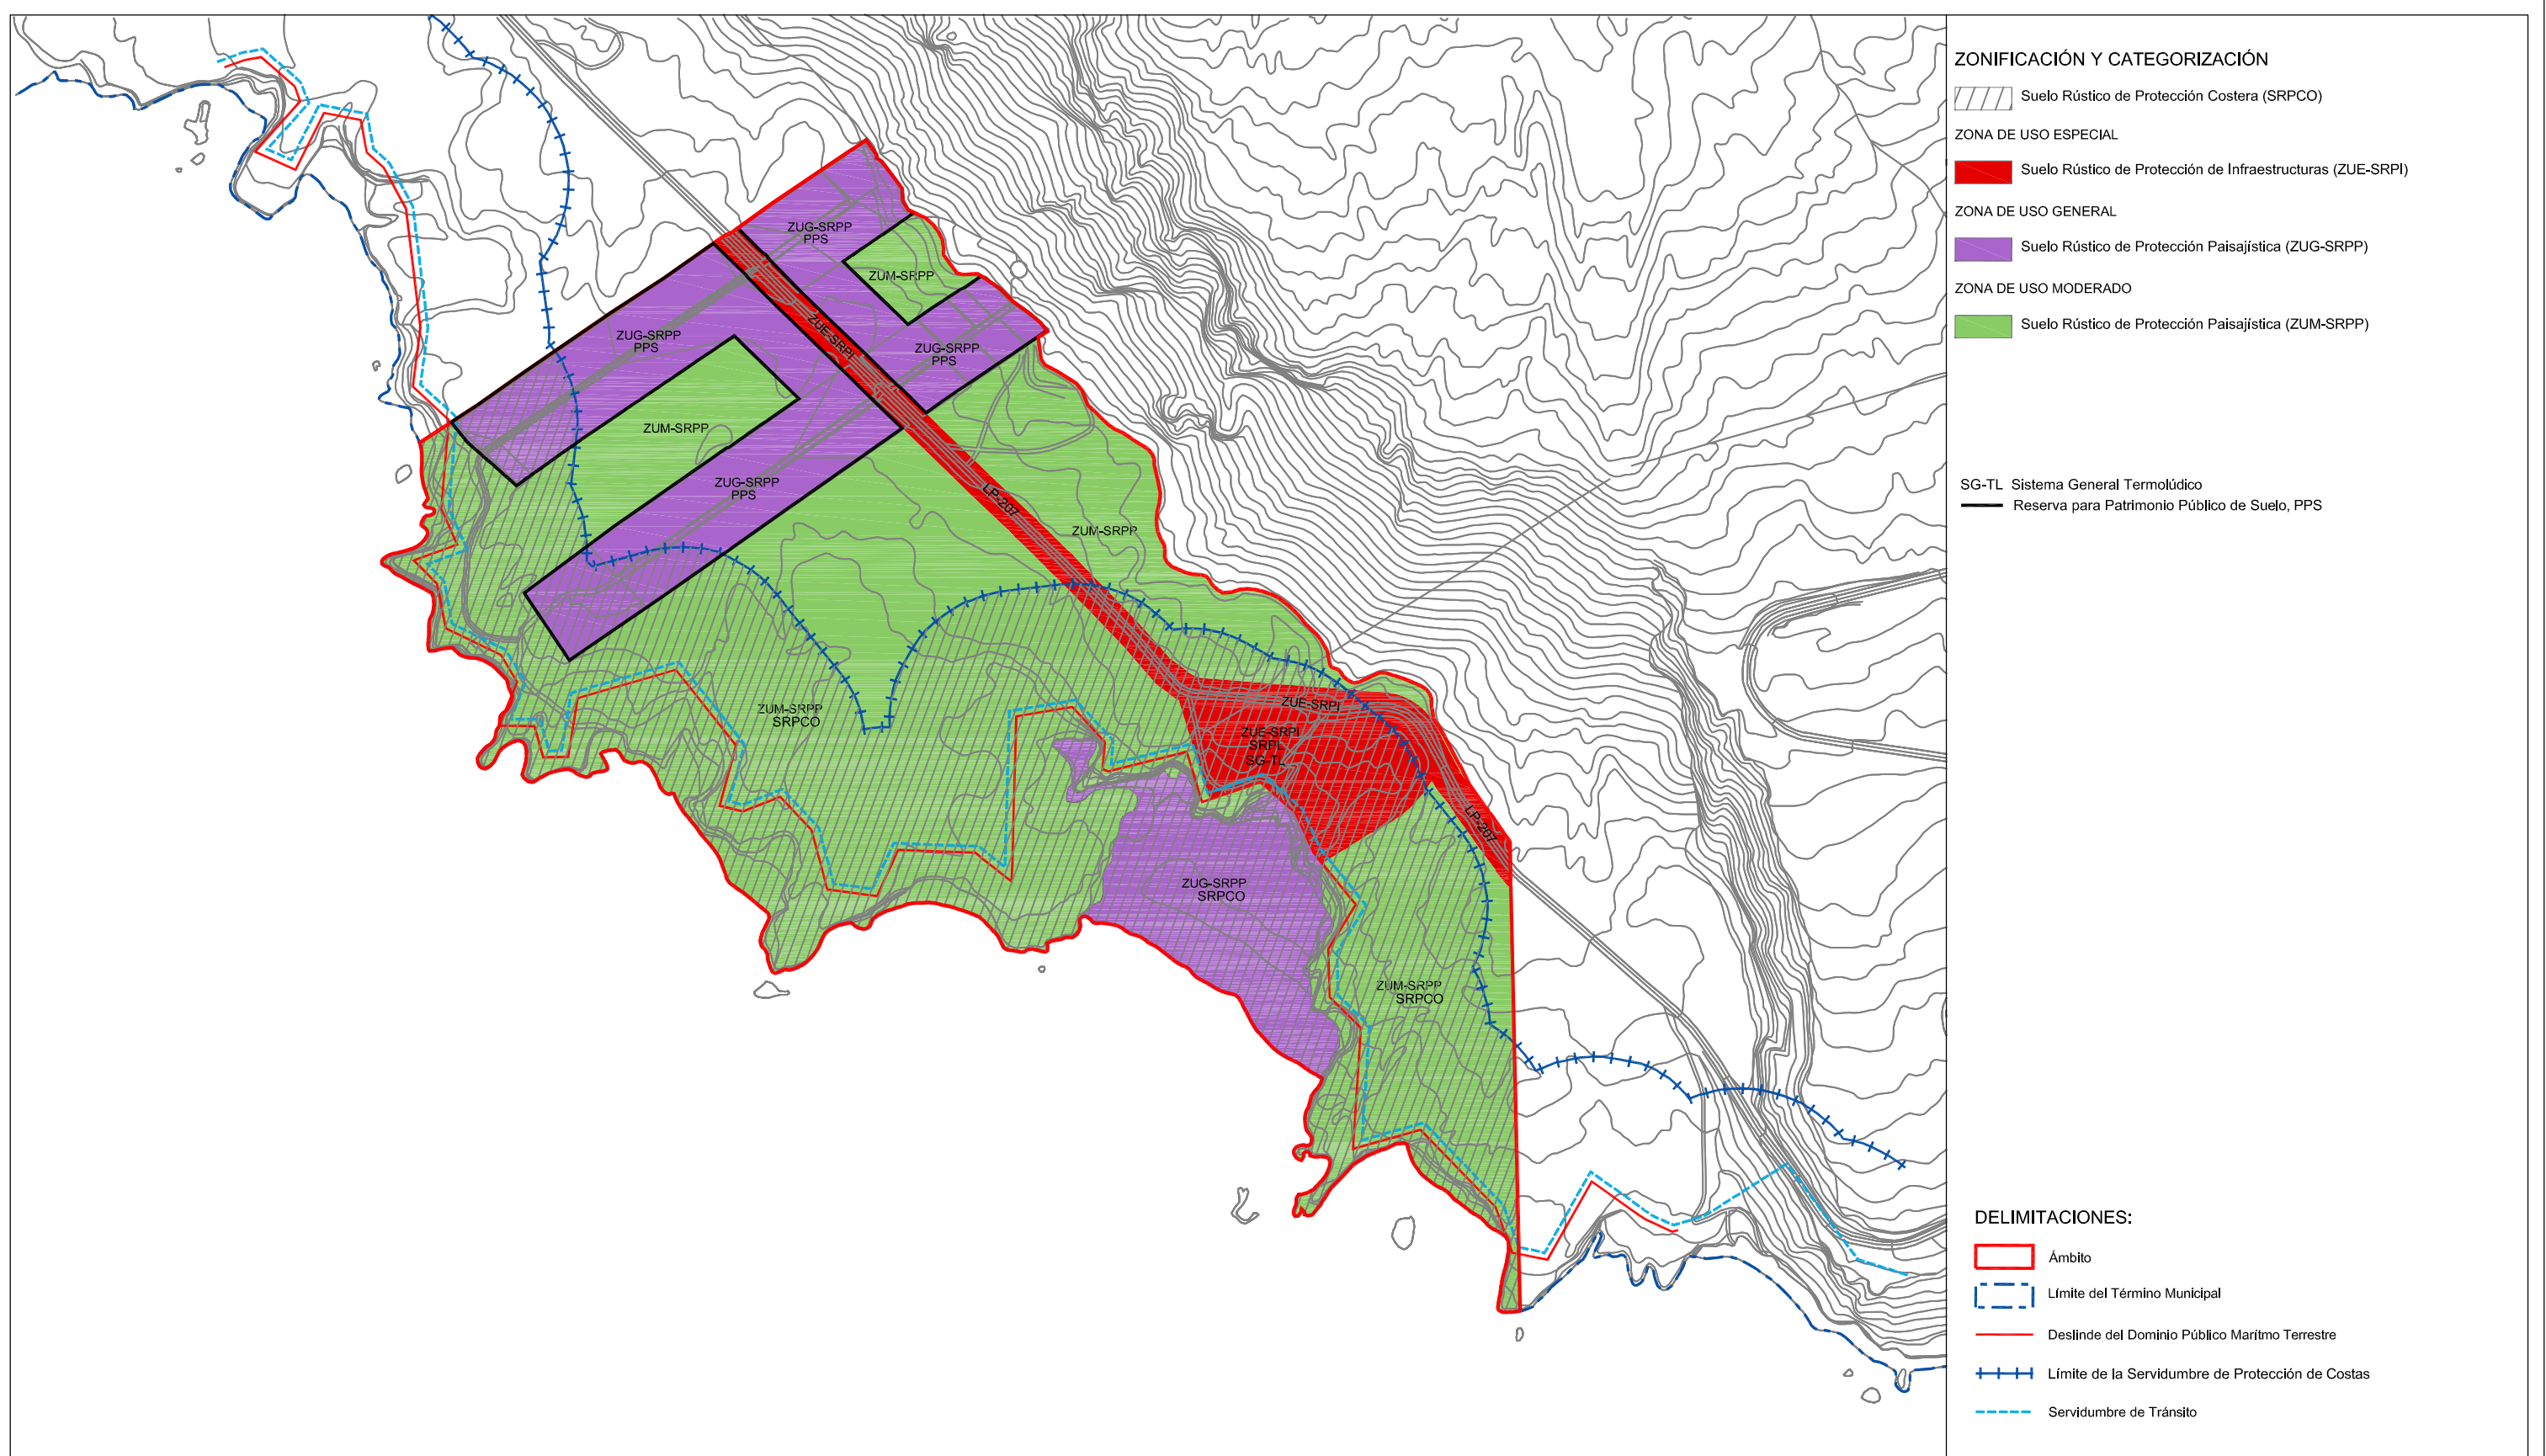 ZONIFICACIÓN Y CATEGORIZACIÓN
Suelo Rústico de Protección Costera (SRPCO)
ZONA DE USO ESPECIAL
Suelo Rústico de Protección de Infraestructuras (ZUE-SRPI)
ZONA DE USO GENERAL
Suelo Rústico de Protección Paisajística (ZUG-SRPP)
ZONA DE USO MODERADO
Suelo Rústico de Protección Paisajística (ZUM-SRPP)
SG-TL Sistema General Termolúdico
Reserva para Patrimonio Público de Suelo, PPS
DELIMITACIONES:
Ámbito
Límite del Término Municipal
Deslinde del Dominio Público Marítmo Terrestre
Límite de la Servidumbre de Protección de Costas
Servidumbre de Tránsito
ZUG-SRPP
PPS
ZUM-SRPP
ZUE-SRPI
ZUG-SRPP
PPS
ZUG-SRPP
PPS
ZUM-SRPP
ZUG-SRPP
PPS
LP-207
ZUM-SRPP
ZUM-SRPP
SRPCO
ZUE-SRPI
ZUE-SRPI
SRPL
SG-TL
LP-207
ZUG-SRPP
SRPCO
ZUM-SRPP
SRPCO